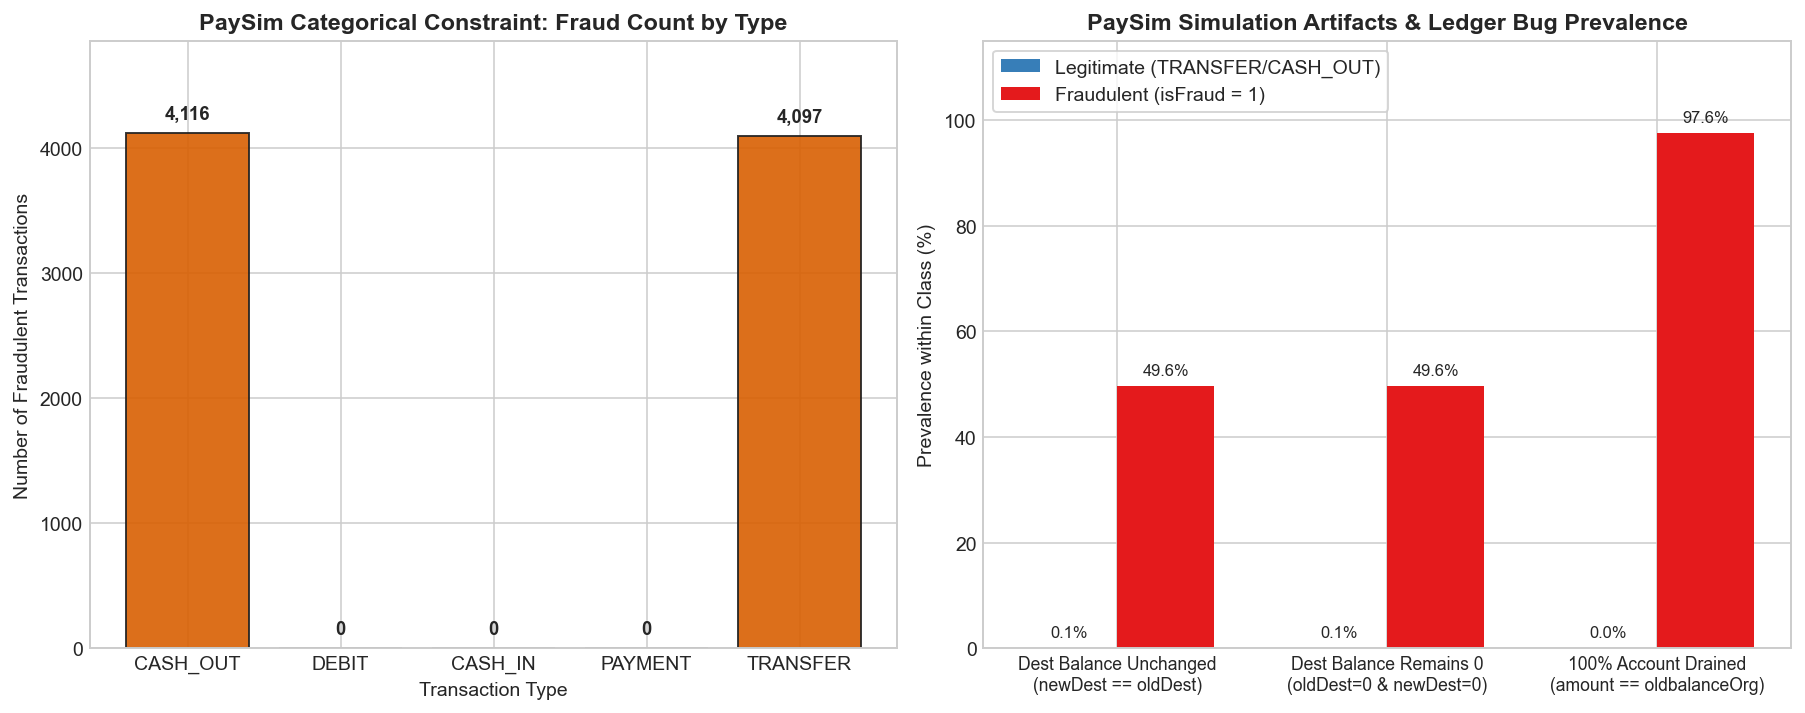 PaySim Categorical Constraint: Fraud Count by Type
Number of Fraudulent Transactions
4000
3000
2000
1000
0
4,116
0
0
0
4,097
CASH_OUT
DEBIT
CASH_IN
PAYMENT
TRANSFER
Transaction Type
PaySim Simulation Artifacts & Ledger Bug Prevalence
Legitimate (TRANSFER/CASH_OUT)
Fraudulent (isFraud = 1)
Prevalence within Class (%)
100
80
60
40
20
0
0.1%
49.6%
0.1%
49.6%
0.0%
97.6%
Dest Balance Unchanged
(newDest == oldDest)
Dest Balance Remains 0
(oldDest=0 & newDest=0)
100% Account Drained
(amount == oldbalanceOrg)